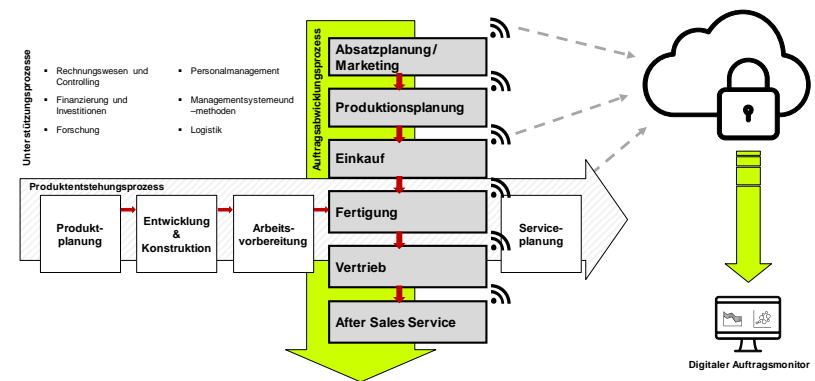 Unterstützungsprozesse
▪ Rechnungswesen und
Controlling
▪ Finanzierung und
Investitionen
▪ Forschung
▪ Personalmanagement
▪ Managementsystemeund
–methoden
▪ Logistik
Auftragsabwicklungsprozess
Absatzplanung/
Marketing
Produktionsplanung
Einkauf
Fertigung
Vertrieb
After Sales Service
Produktentstehungsprozess
Produkt-
planung
Entwicklung
&
Konstruktion
Arbeits-
vorbereitung
Service-
planung
Digitaler Auftragsmonitor